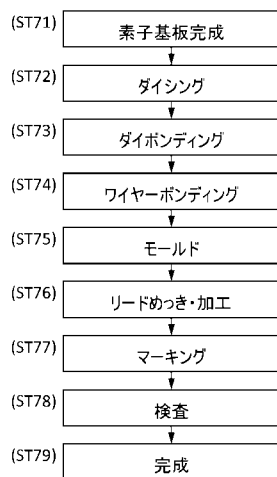 (ST71) 素子基板完成
(ST72) ダイシング
(ST73) ダイボンディング
(ST74) ワイヤーボンディング
(ST75) モールド
(ST76) リードめっき・加工
(ST77) マーキング
(ST78) 検査
(ST79) 完成